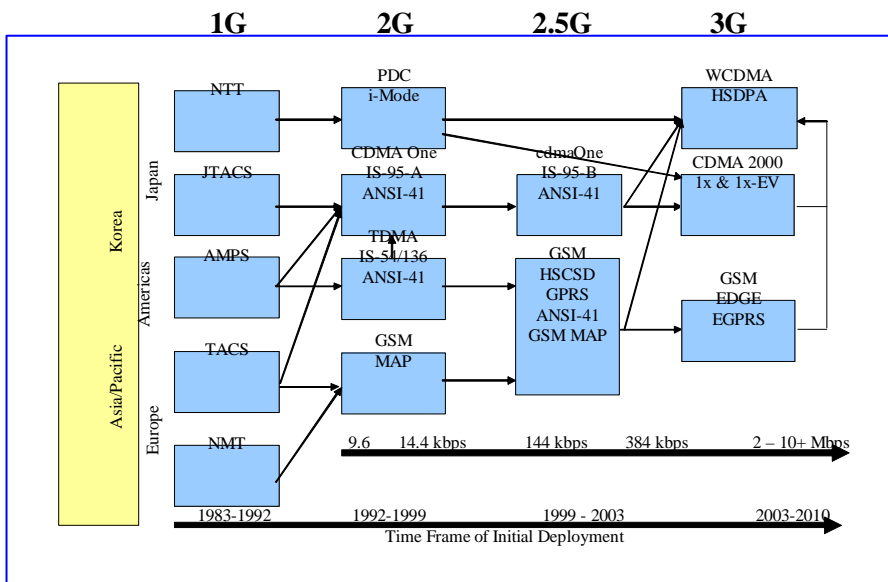 1G 2G 2.5G 3G
NTT
PDC
i-Mode
WCDMA
HSDPA
Japan
JTACS
CDMA One
IS-95-A
ANSI-41
cdmaOne
IS-95-B
ANSI-41
CDMA 2000
1x & 1x-EV
Korea
Americas
AMPS
TDMA
IS-54/136
ANSI-41
GSM
HSCSD
GPRS
ANSI-41
GSM MAP
GSM
EDGE
EGPRS
Asia/Pacific
Europe
TACS
GSM
MAP
NMT
9.6 14.4 kbps 144 kbps 384 kbps 2 – 10+ Mbps
1983-1992 1992-1999 1999 - 2003 2003-2010
Time Frame of Initial Deployment